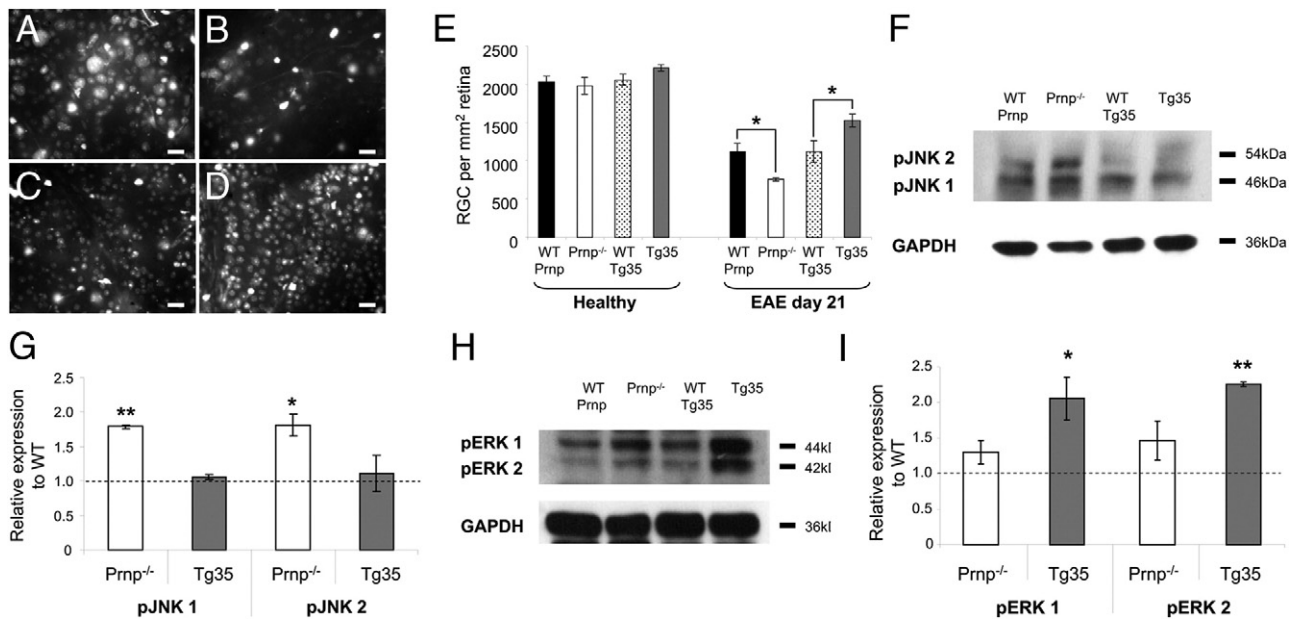 A
B
C
D
E
RGC per mm² retina
2500
2000
1500
1000
500
0
WT Prnp
Prnp-/-
WT Tg35
Tg35
WT Prnp
Prnp-/-
WT Tg35
Tg35
Healthy
EAE day 21
*
*
F
WT Prnp
Prnp-/-
WT Tg35
Tg35
pJNK 2
54kDa
pJNK 1
46kDa
GAPDH
36kDa
G
Relative expression
to WT
2.5
2.0
1.5
1.0
0.5
0
**
*
Prnp-/-
Tg35
Prnp-/-
Tg35
pJNK 1
pJNK 2
H
WT Prnp
Prnp-/-
WT Tg35
Tg35
pERK 1
44kI
pERK 2
42kI
GAPDH
36kI
I
Relative expression
to WT
2.5
2.0
1.5
1.0
0.5
0
*
**
Prnp-/-
Tg35
Prnp-/-
Tg35
pERK 1
pERK 2